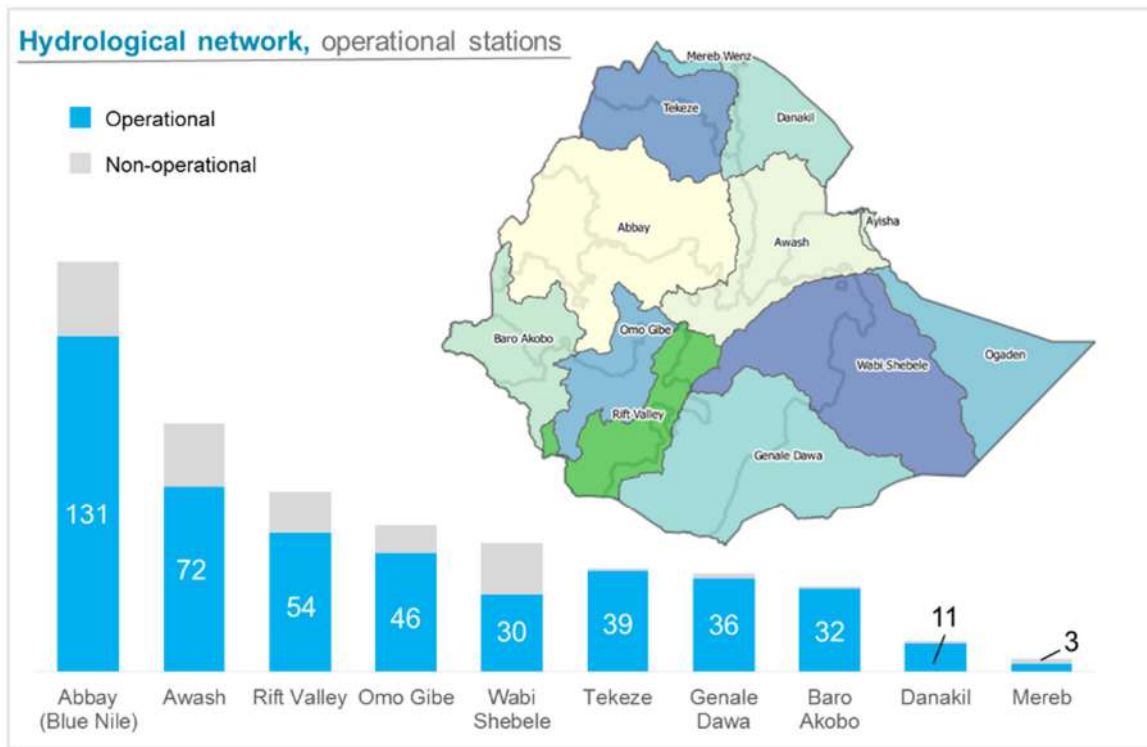 Hydrological network, operational stations
Operational
Non-operational
Mereb Wenz
Tekeze
Danakil
Abbay
Awash
Ayisha
Baro Akobo
Omo Gibe
Wabi Shebele
Ogaden
Rift Valley
Genale Dawa
131
72
54
46
30
39
36
32
11
3
Abbay
(Blue Nile)
Awash
Rift Valley
Omo Gibe
Wabi
Shebele
Tekeze
Genale
Dawa
Baro
Akobo
Danakil
Mereb